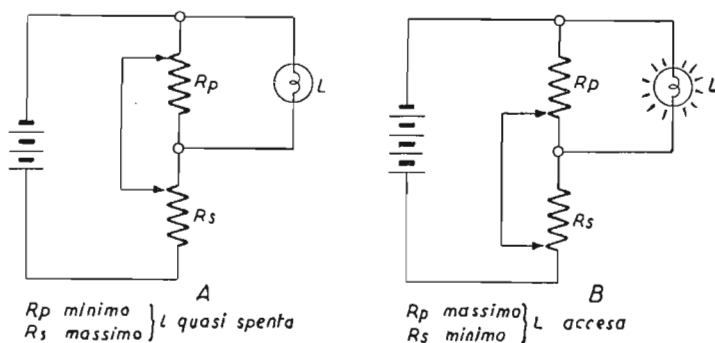 Rp
L
Rs
A
Rp minimo
Rs massimo
L quasi spenta
Rp
L
Rs
B
Rp massimo
Rs minimo
L accesa